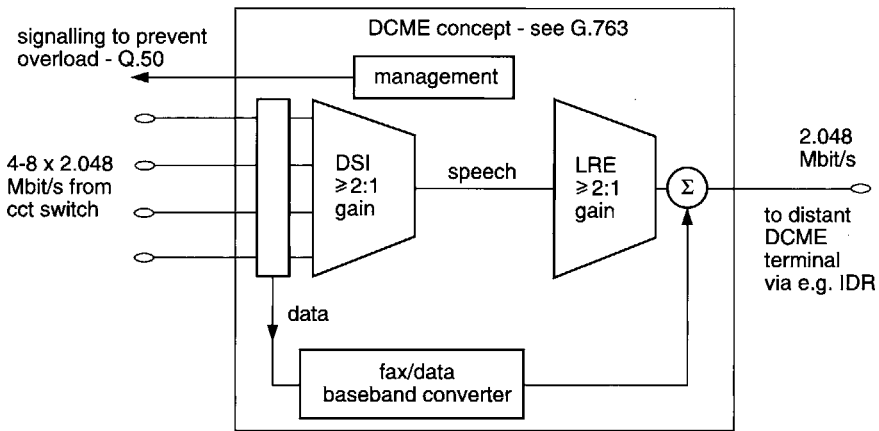 DCME concept - see G.763
signalling to prevent
overload - Q.50
management
4-8 x 2.048
Mbit/s from
cct switch
DSI
⩾2:1
gain
speech
LRE
⩾2:1
gain
Σ
2.048
Mbit/s
to distant
DCME
terminal
via e.g. IDR
data
fax/data
baseband converter